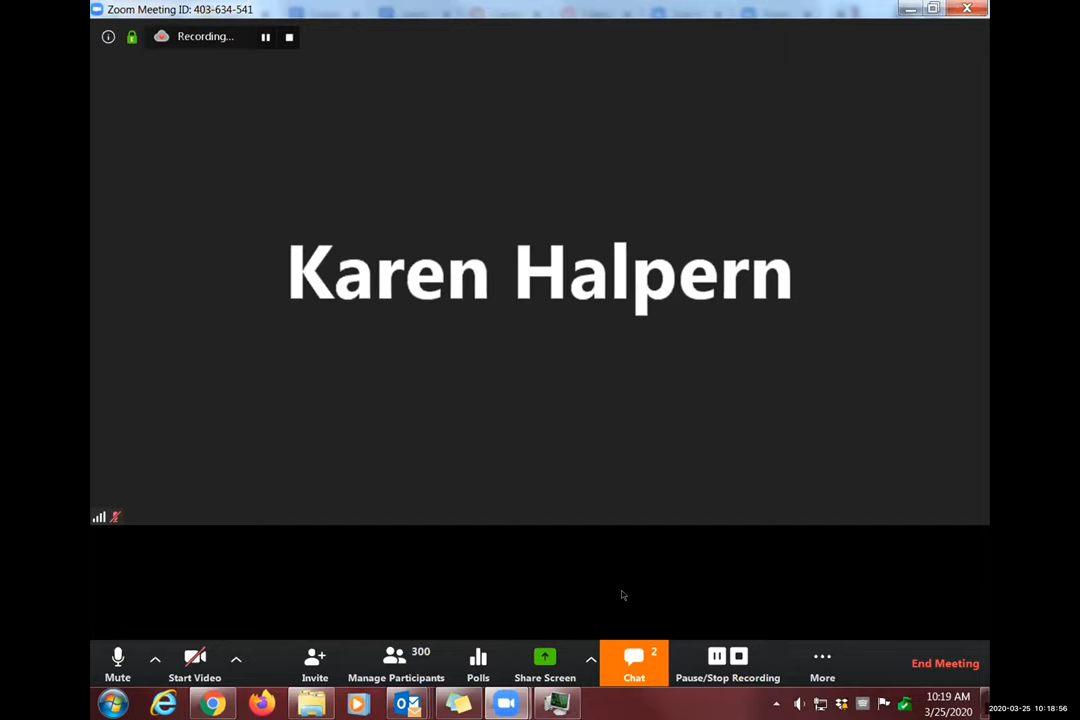 Zoom Meeting ID: 403-634-541
Recording...
Karen Halpern
300
2
Mute
Start Video
Invite
Manage Participants
Polls
Share Screen
Chat
Pause/Stop Recording
More
End Meeting
10:19 AM
3/25/2020
2020-03-25 10:18:56